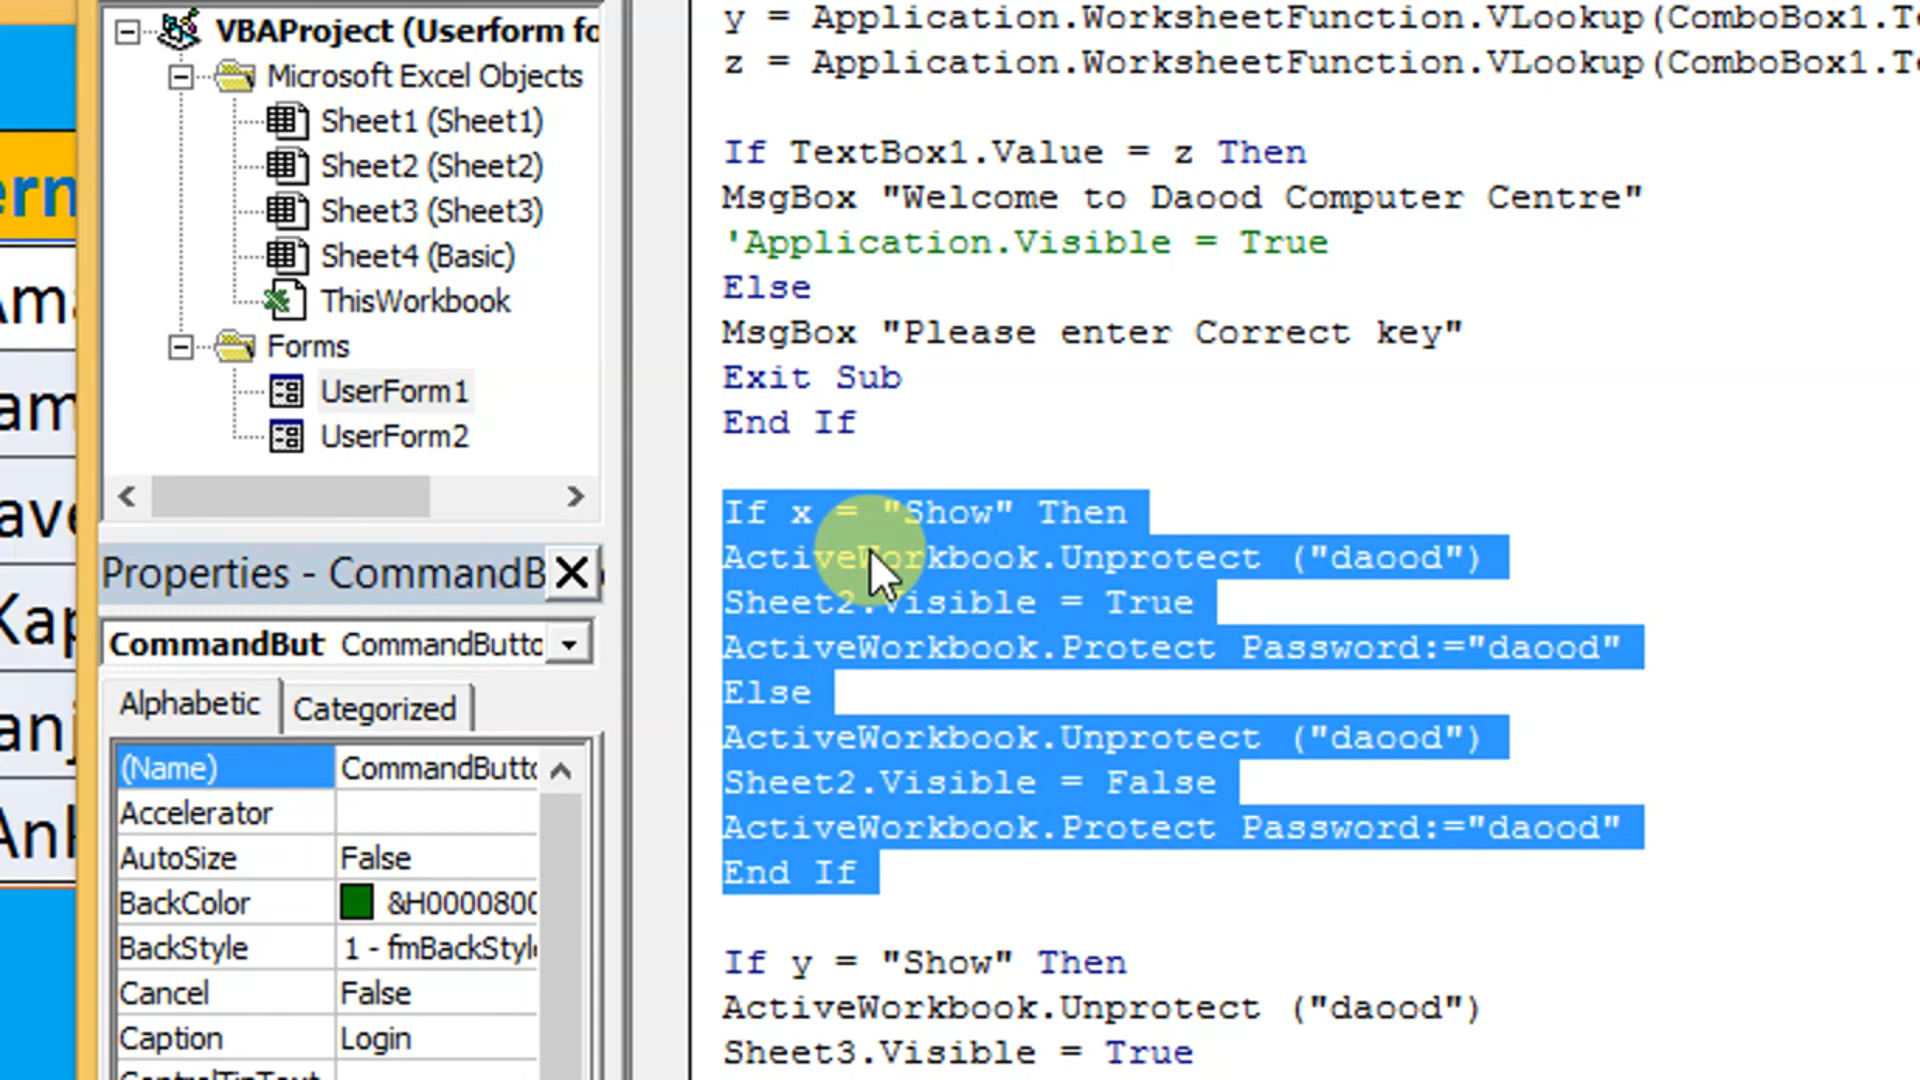 VBAProject (Userform fo
Microsoft Excel Objects
Sheet1 (Sheet1)
Sheet2 (Sheet2)
Sheet3 (Sheet3)
Sheet4 (Basic)
ThisWorkbook
Forms
UserForm1
UserForm2
Properties - CommandB
CommandBut CommandButto
Alphabetic Categorized
(Name) CommandButto
Accelerator
AutoSize False
BackColor &H0000800
BackStyle 1 - fmBackStyl
Cancel False
Caption Login
y = Application.WorksheetFunction.VLookup(ComboBox1.Te
z = Application.WorksheetFunction.VLookup(ComboBox1.Te
If TextBox1.Value = z Then
MsgBox "Welcome to Daood Computer Centre"
'Application.Visible = True
Else
MsgBox "Please enter Correct key"
Exit Sub
End If
If x = "Show" Then
ActiveWorkbook.Unprotect ("daood")
Sheet2.Visible = True
ActiveWorkbook.Protect Password:="daood"
Else
ActiveWorkbook.Unprotect ("daood")
Sheet2.Visible = False
ActiveWorkbook.Protect Password:="daood"
End If
If y = "Show" Then
ActiveWorkbook.Unprotect ("daood")
Sheet3.Visible = True